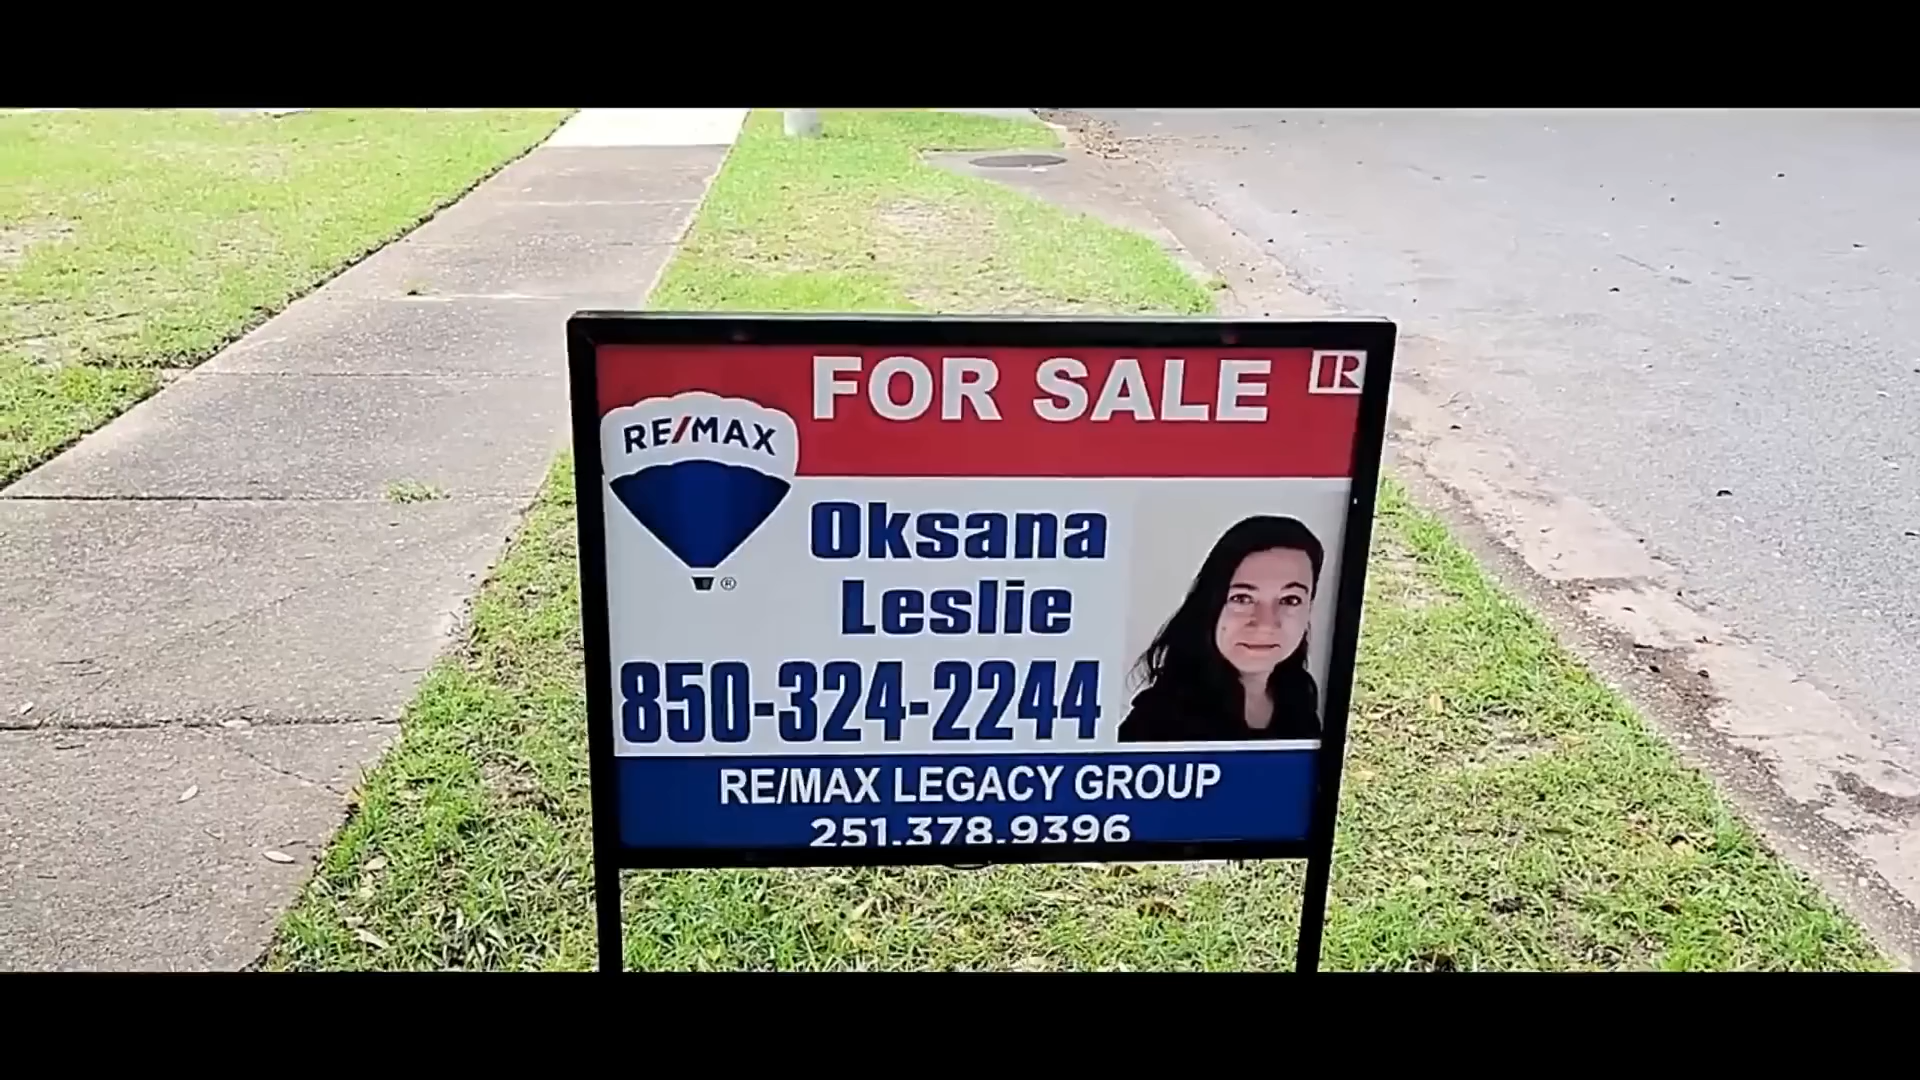 FOR SALE
R
RE/MAX
®
Oksana
Leslie
850-324-2244
RE/MAX LEGACY GROUP
251.378.9396